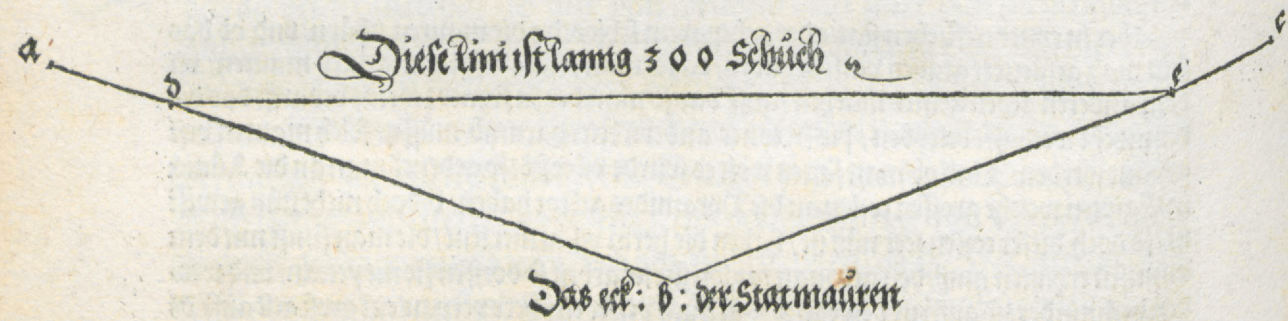 a
c
Diese lini ist lanng 300 Schůch
d
e
Das eck: b: der Statmauren